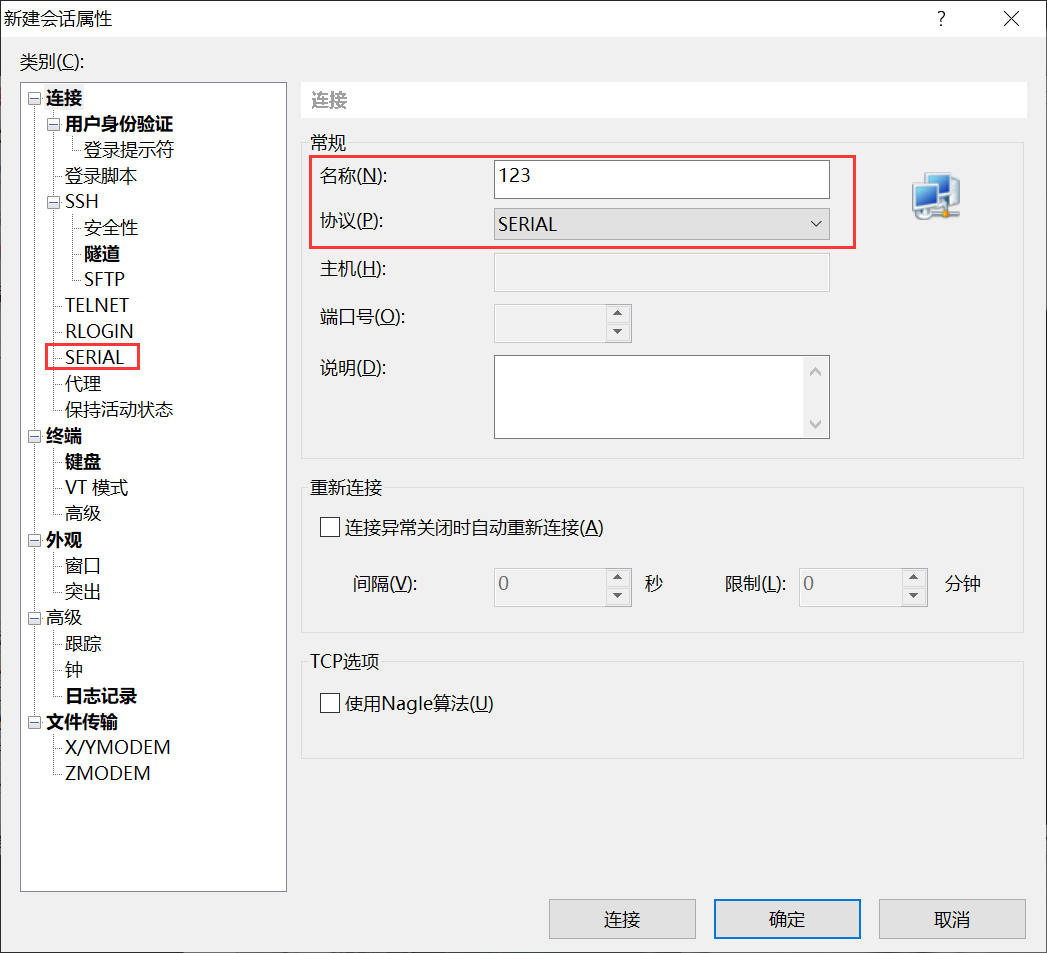 新建会话属性
?
类别(C):
连接
用户身份验证
登录提示符
登录脚本
SSH
安全性
隧道
SFTP
TELNET
RLOGIN
SERIAL
代理
保持活动状态
终端
键盘
VT 模式
高级
外观
窗口
突出
高级
跟踪
钟
日志记录
文件传输
X/YMODEM
ZMODEM
连接
常规
名称(N): 123
协议(P): SERIAL
主机(H):
端口号(O):
说明(D):
重新连接
连接异常关闭时自动重新连接(A)
间隔(V): 0 秒 限制(L): 0 分钟
TCP选项
使用Nagle算法(U)
连接 确定 取消